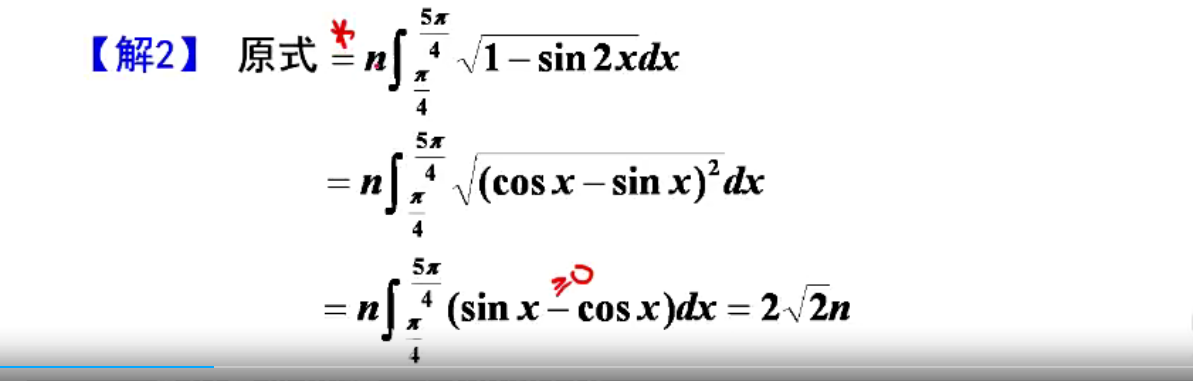 【解2】 原式 = n∫_{π/4}^{5π/4} √(1 − sin 2x) dx
= n∫_{π/4}^{5π/4} √((cos x − sin x)²) dx
≥0
= n∫_{π/4}^{5π/4} (sin x − cos x)dx = 2√2n